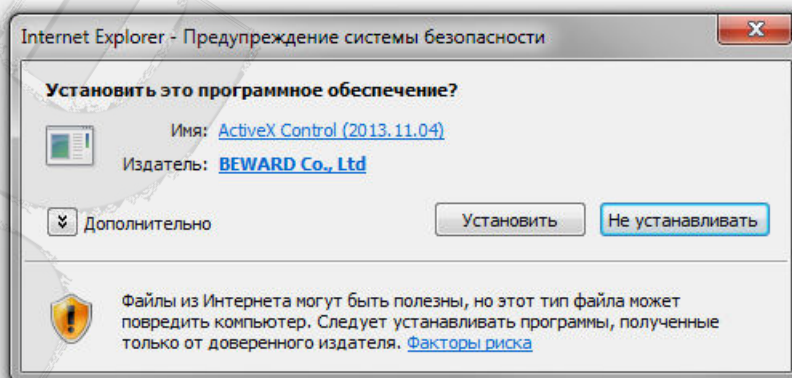 Internet Explorer - Предупреждение системы безопасности
Установить это программное обеспечение?
Имя: ActiveX Control (2013.11.04)
Издатель: BEWARD Co., Ltd
Дополнительно
Установить
Не устанавливать
Файлы из Интернета могут быть полезны, но этот тип файла может
повредить компьютер. Следует устанавливать программы, полученные
только от доверенного издателя. Факторы риска